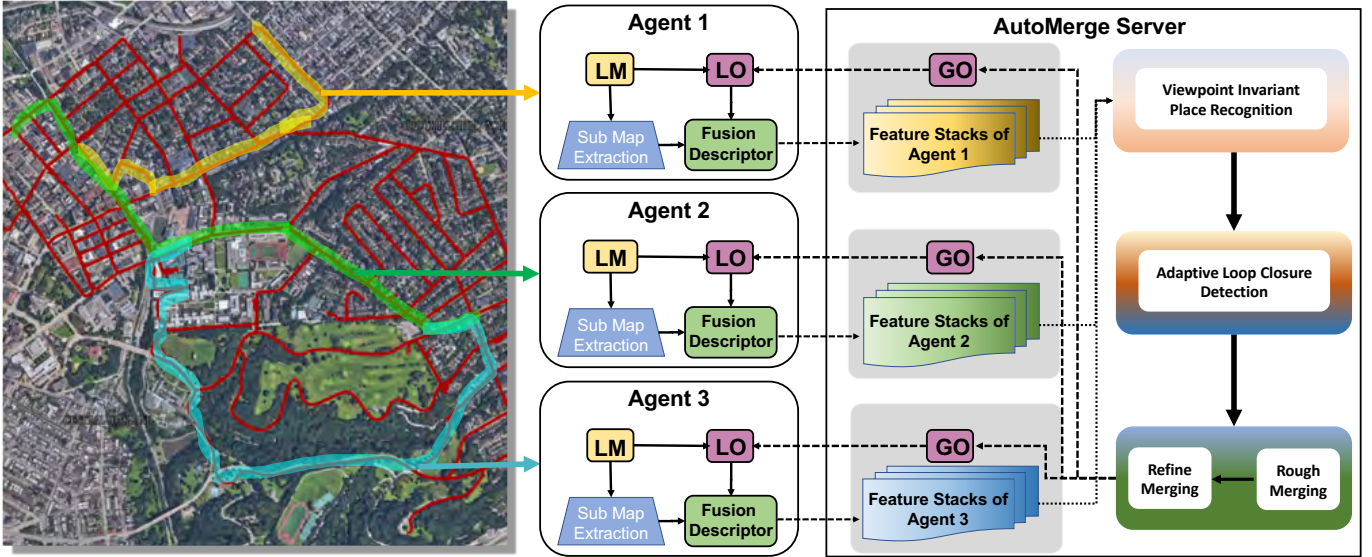 Agent 1
LM
LO
Sub Map
Extraction
Fusion
Descriptor
Agent 2
LM
LO
Sub Map
Extraction
Fusion
Descriptor
Agent 3
LM
LO
Sub Map
Extraction
Fusion
Descriptor
AutoMerge Server
GO
Feature Stacks of
Agent 1
GO
Feature Stacks of
Agent 2
GO
Feature Stacks of
Agent 3
Viewpoint Invariant
Place Recognition
Adaptive Loop Closure
Detection
Refine
Merging
Rough
Merging